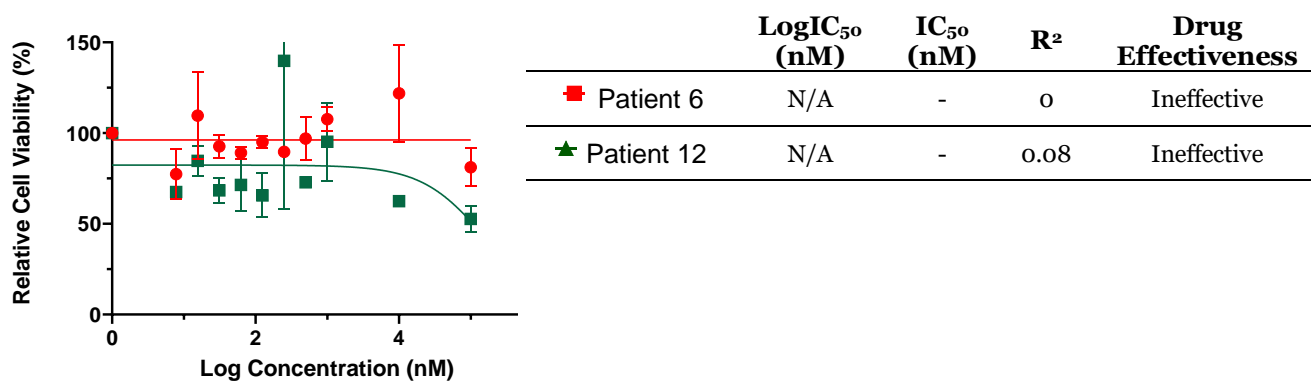 Relative Cell Viability (%)
150
100
50
0
0 2 4
Log Concentration (nM)
LogIC₅₀ (nM) IC₅₀ (nM) R² Drug Effectiveness
Patient 6 N/A - 0 Ineffective
Patient 12 N/A - 0.08 Ineffective